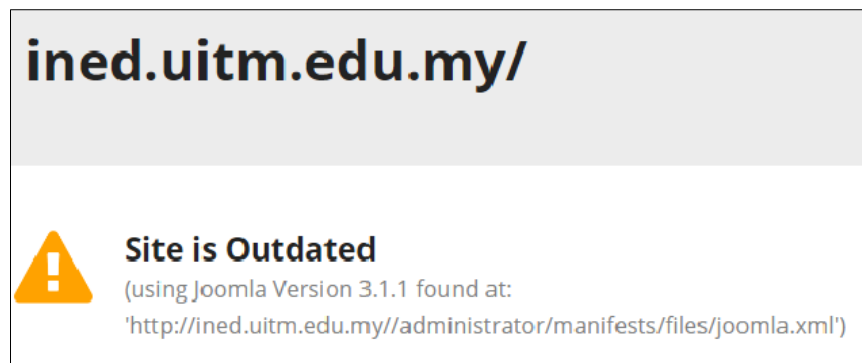 ined.uitm.edu.my/
Site is Outdated
(using Joomla Version 3.1.1 found at:
'http://ined.uitm.edu.my//administrator/manifests/files/joomla.xml')